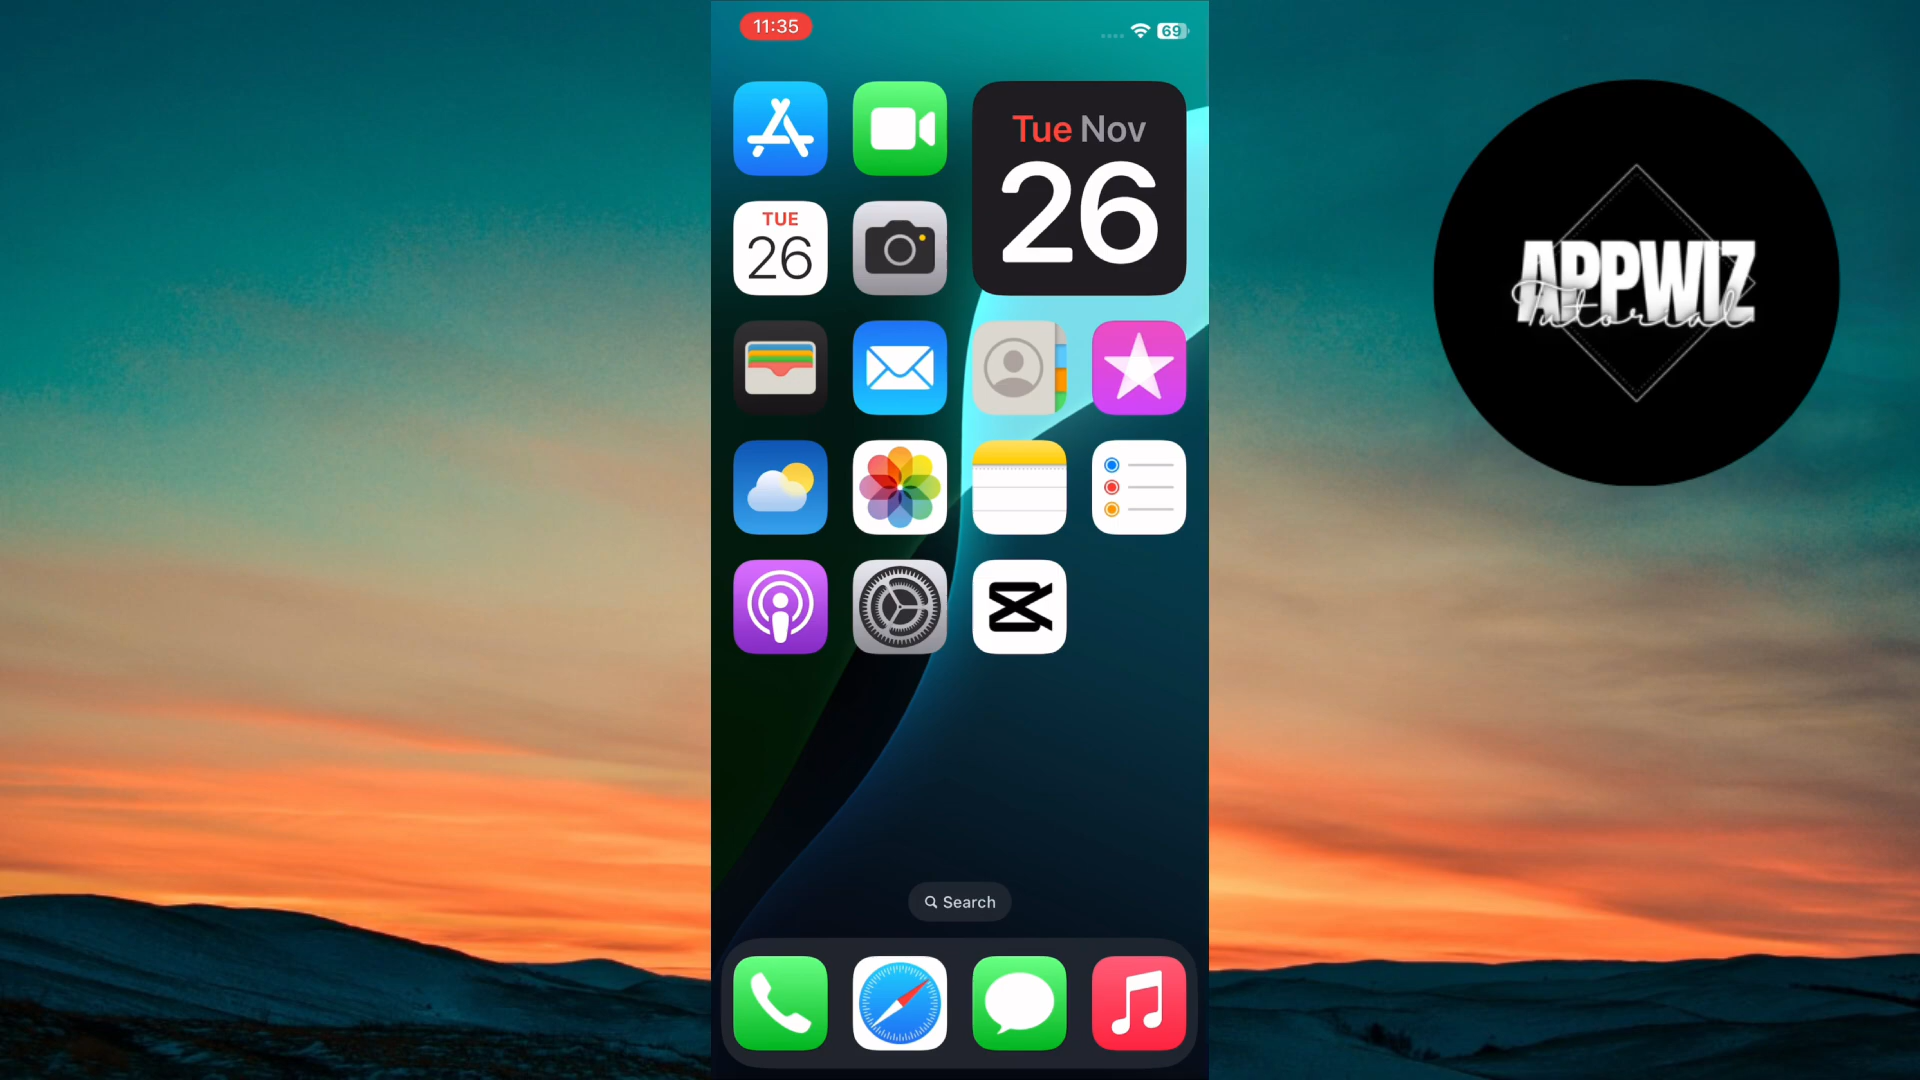 11:35
69
Tue Nov
26
TUE
26
APPWIZ
Tutorial
Search